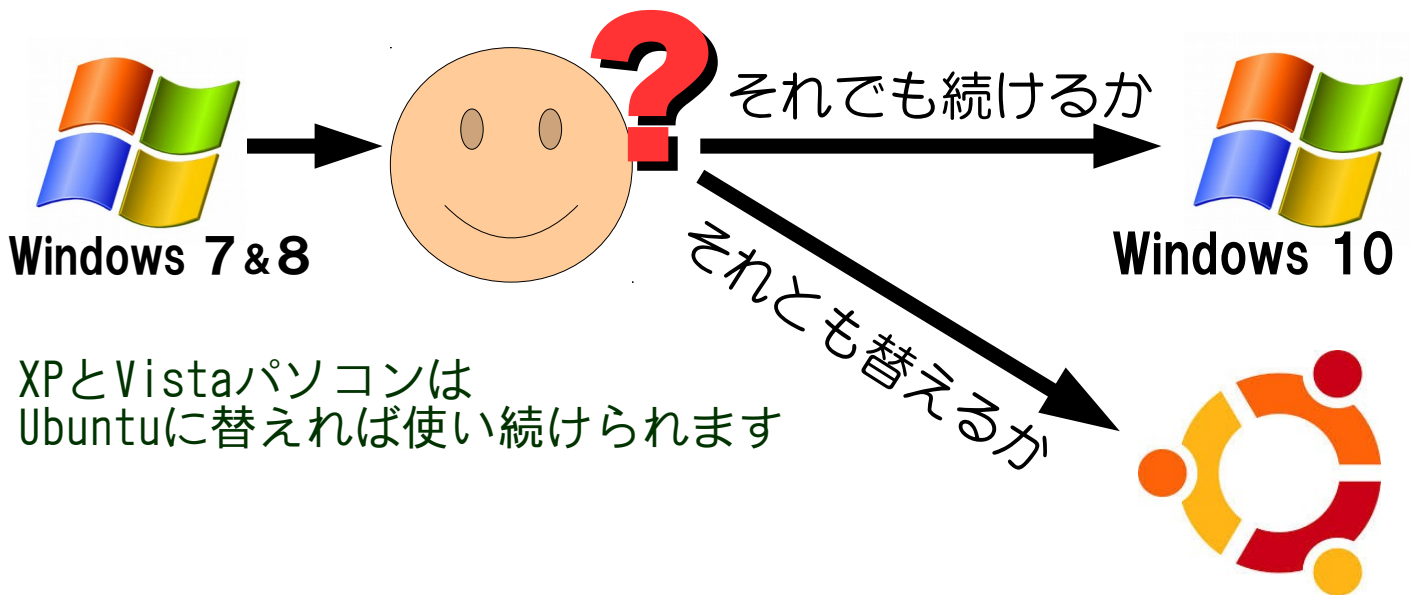 ?
それでも続けるか
Windows 7&8
Windows 10
それとも替えるか
XPとVistaパソコンは
Ubuntuに替えれば使い続けられます